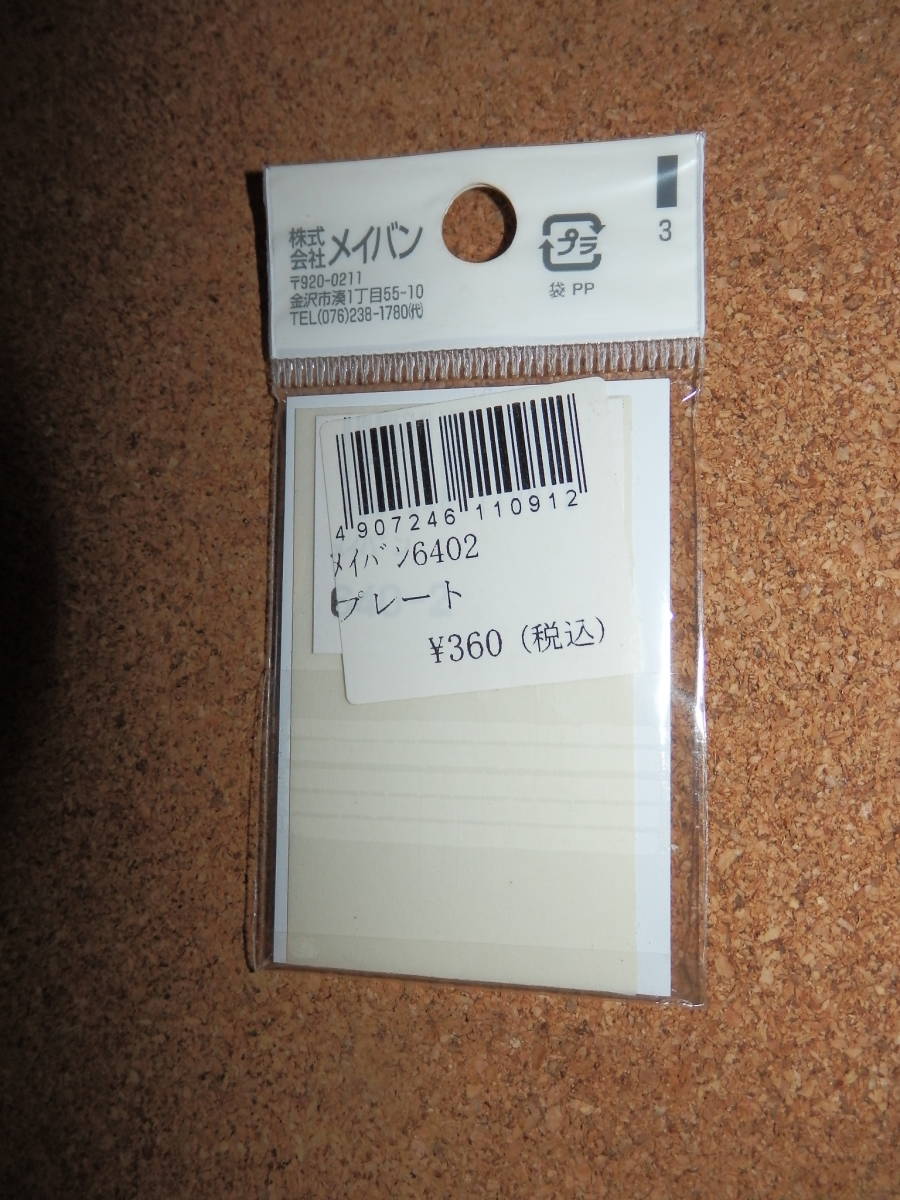 株式
会社メイバン
〒920-0211
金沢市湊1丁目55-10
TEL(076)238-1780㈹
プラ
袋 PP
3
4 907246 110912
ﾒｲﾊﾞﾝ6402
プレート
¥360 (税込)